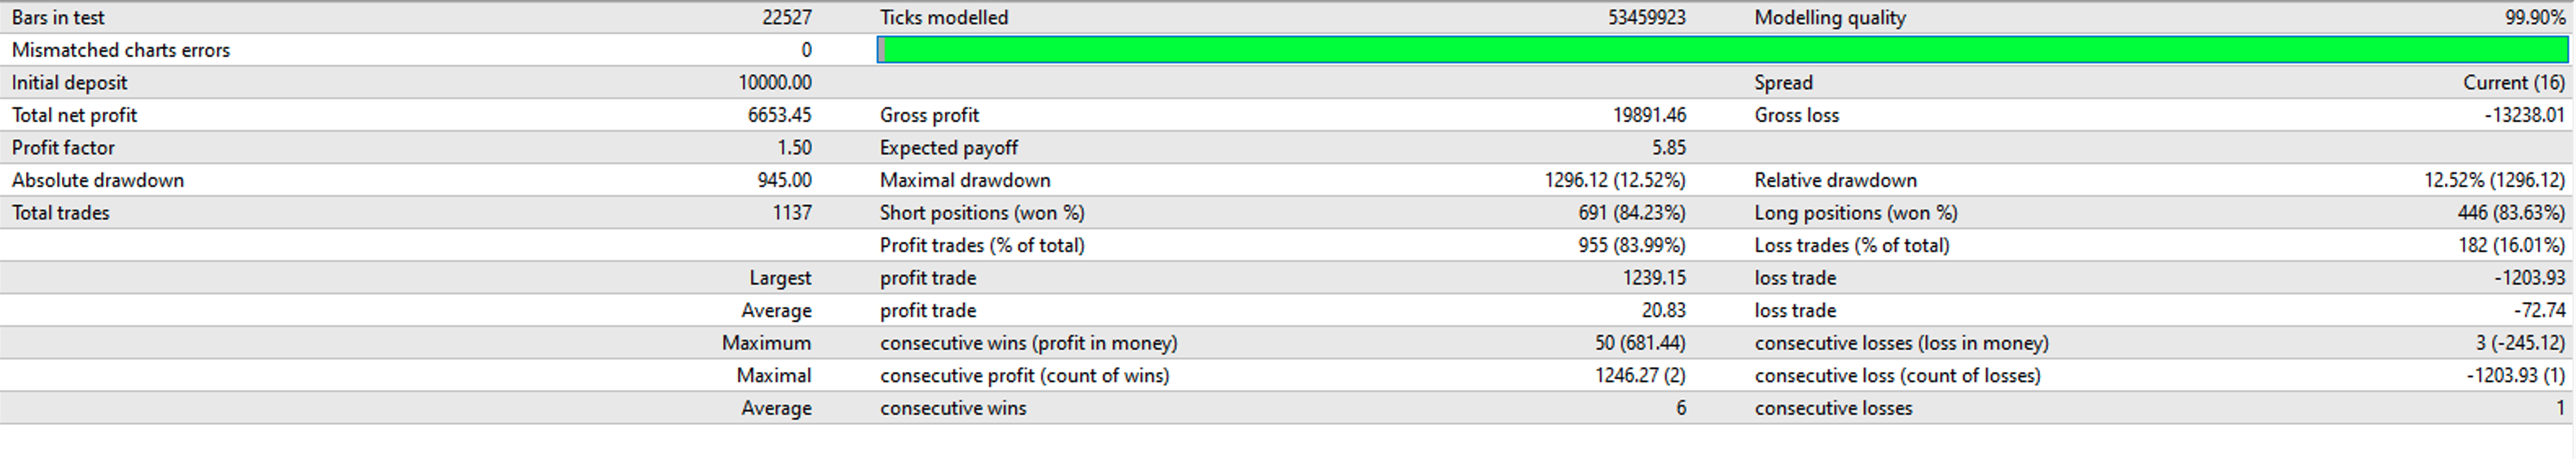 Bars in test 22527 Ticks modelled 53459923 Modelling quality 99.90%
Mismatched charts errors 0
Initial deposit 10000.00 Spread Current (16)
Total net profit 6653.45 Gross profit 19891.46 Gross loss -13238.01
Profit factor 1.50 Expected payoff 5.85
Absolute drawdown 945.00 Maximal drawdown 1296.12 (12.52%) Relative drawdown 12.52% (1296.12)
Total trades 1137 Short positions (won %) 691 (84.23%) Long positions (won %) 446 (83.63%)
Profit trades (% of total) 955 (83.99%) Loss trades (% of total) 182 (16.01%)
Largest profit trade 1239.15 loss trade -1203.93
Average profit trade 20.83 loss trade -72.74
Maximum consecutive wins (profit in money) 50 (681.44) consecutive losses (loss in money) 3 (-245.12)
Maximal consecutive profit (count of wins) 1246.27 (2) consecutive loss (count of losses) -1203.93 (1)
Average consecutive wins 6 consecutive losses 1